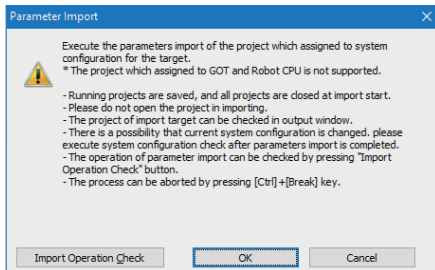 Parameter Import
Execute the parameters import of the project which assigned to system
configuration for the target.
* The project which assigned to GOT and Robot CPU is not supported.
- Running projects are saved, and all projects are closed at import start.
- Please do not open the project in importing.
- The project of import target can be checked in output window.
- There is a possibility that current system configuration is changed. please
execute system configuration check after parameters import is completed.
- The operation of parameter import can be checked by pressing "Import
Operation Check" button.
- The process can be aborted by pressing [Ctrl]+[Break] key.
Import Operation Check
OK
Cancel